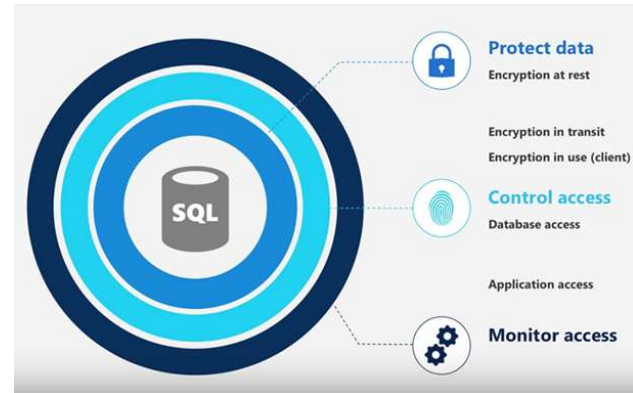 SQL
Protect data
Encryption at rest
Encryption in transit
Encryption in use (client)
Control access
Database access
Application access
Monitor access